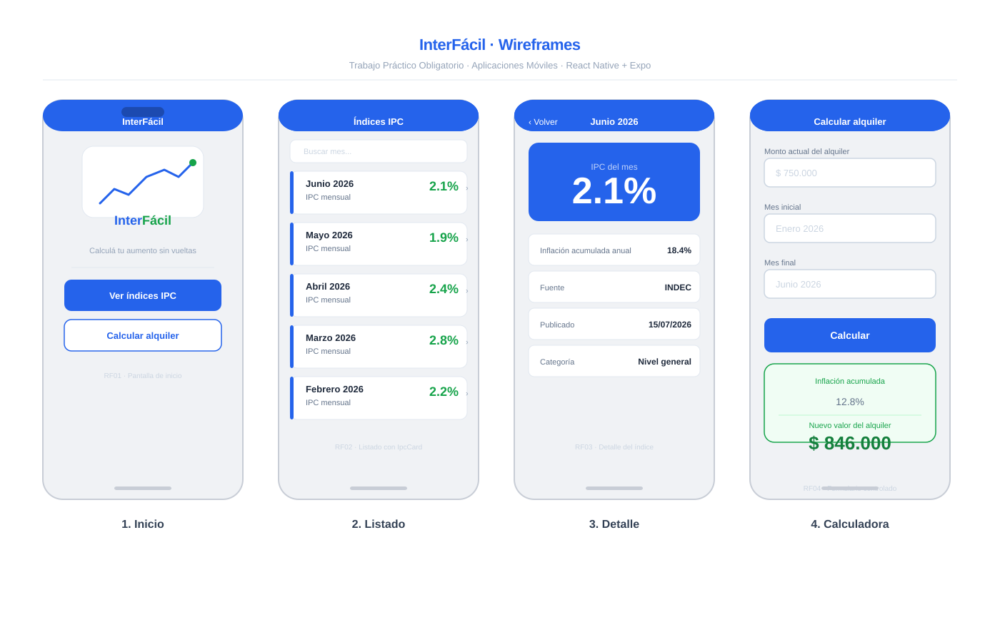 InterFácil · Wireframes
Trabajo Práctico Obligatorio · Aplicaciones Móviles · React Native + Expo
InterFácil
InterFácil
Calculá tu aumento sin vueltas
Ver índices IPC
Calcular alquiler
RF01 · Pantalla de inicio
1. Inicio
Índices IPC
Buscar mes...
Junio 2026
IPC mensual
2.1%
›
Mayo 2026
IPC mensual
1.9%
›
Abril 2026
IPC mensual
2.4%
›
Marzo 2026
IPC mensual
2.8%
›
Febrero 2026
IPC mensual
2.2%
›
RF02 · Listado con IpcCard
2. Listado
‹ Volver Junio 2026
IPC del mes
2.1%
Inflación acumulada anual 18.4%
Fuente INDEC
Publicado 15/07/2026
Categoría Nivel general
RF03 · Detalle del índice
3. Detalle
Calcular alquiler
Monto actual del alquiler
$ 750.000
Mes inicial
Enero 2026
Mes final
Junio 2026
Calcular
Inflación acumulada
12.8%
Nuevo valor del alquiler
$ 846.000
RF04 · Formulario controlado
4. Calculadora